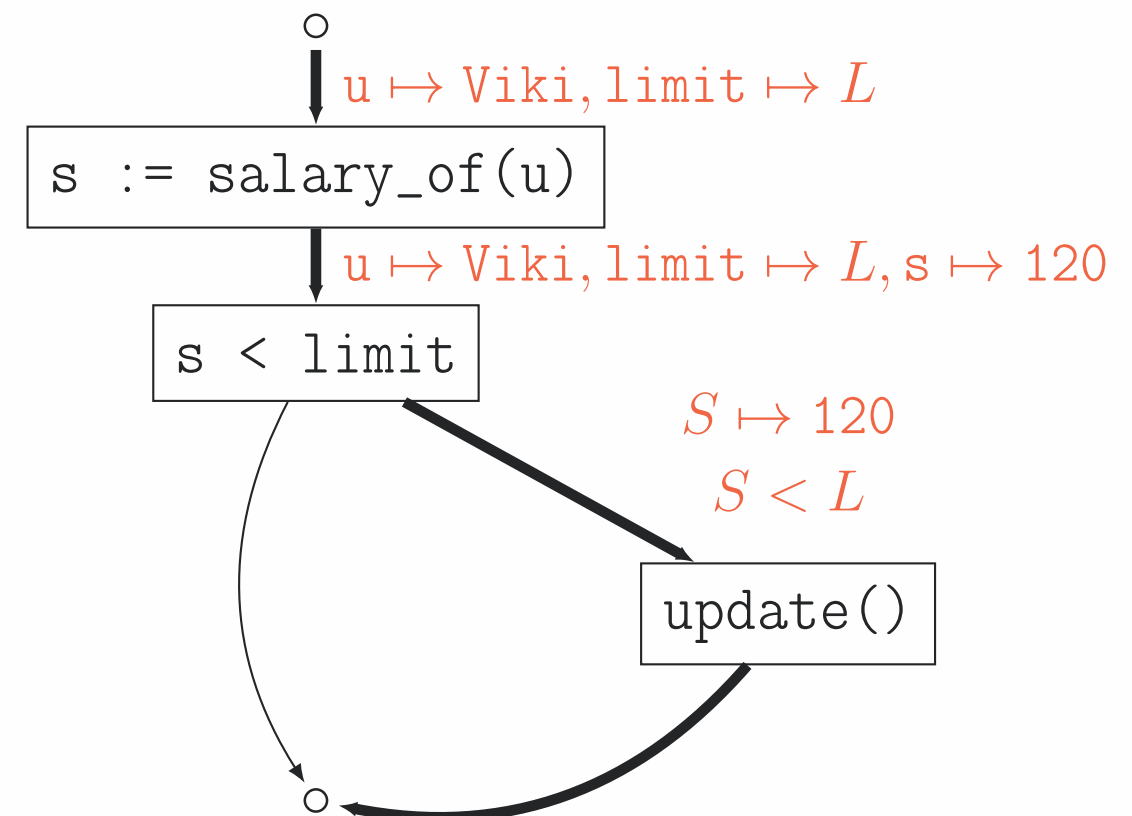 u ↦ Viki, limit ↦ L
s := salary_of(u)
u ↦ Viki, limit ↦ L, s ↦ 120
s < limit
S ↦ 120
S < L
update()